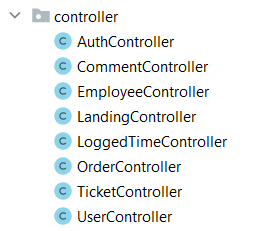 controller
C AuthController
C CommentController
C EmployeeController
C LandingController
C LoggedTimeController
C OrderController
C TicketController
C UserController